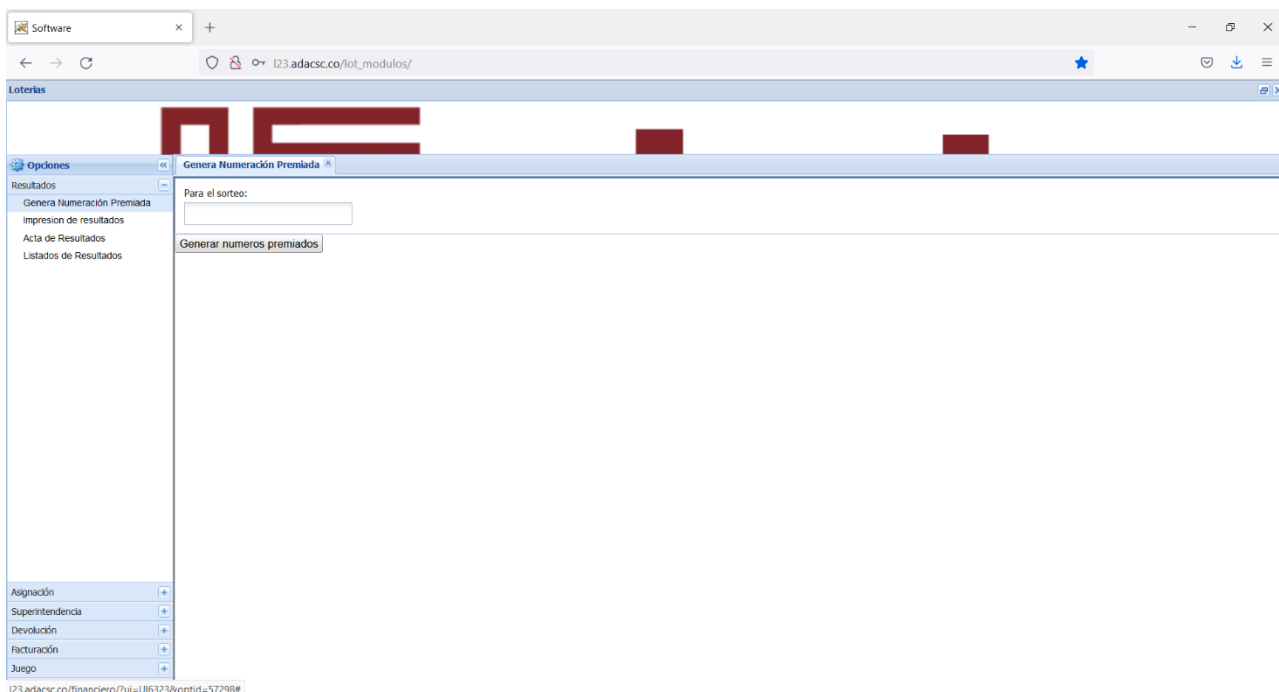 Software
l23.adacsc.co/lot_modulos/
Loterias
Opciones
Genera Numeración Premiada
Resultados
Genera Numeración Premiada
Impresion de resultados
Acta de Resultados
Listados de Resultados
Para el sorteo:
Generar numeros premiados
Asignación
Superintendencia
Devolución
Facturación
Juego
l23.adacsc.co/financiero/?ui=UI6323&optid=57298#